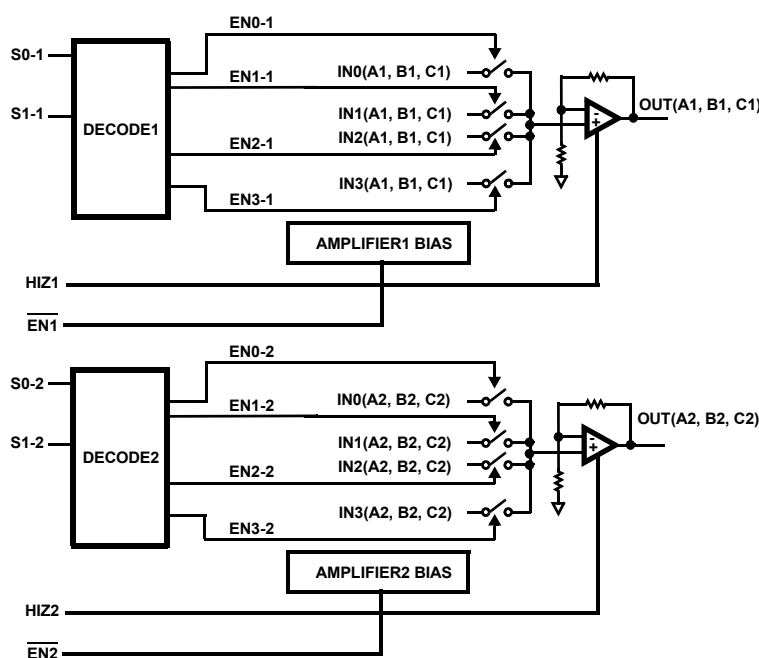 EN0-1
S0-1
EN1-1
IN0(A1, B1, C1)
OUT(A1, B1, C1)
S1-1
DECODE1
IN1(A1, B1, C1)
IN2(A1, B1, C1)
EN2-1
IN3(A1, B1, C1)
EN3-1
AMPLIFIER1 BIAS
HIZ1
EN1
EN0-2
S0-2
EN1-2
IN0(A2, B2, C2)
OUT(A2, B2, C2)
S1-2
DECODE2
IN1(A2, B2, C2)
IN2(A2, B2, C2)
EN2-2
IN3(A2, B2, C2)
EN3-2
AMPLIFIER2 BIAS
HIZ2
EN2